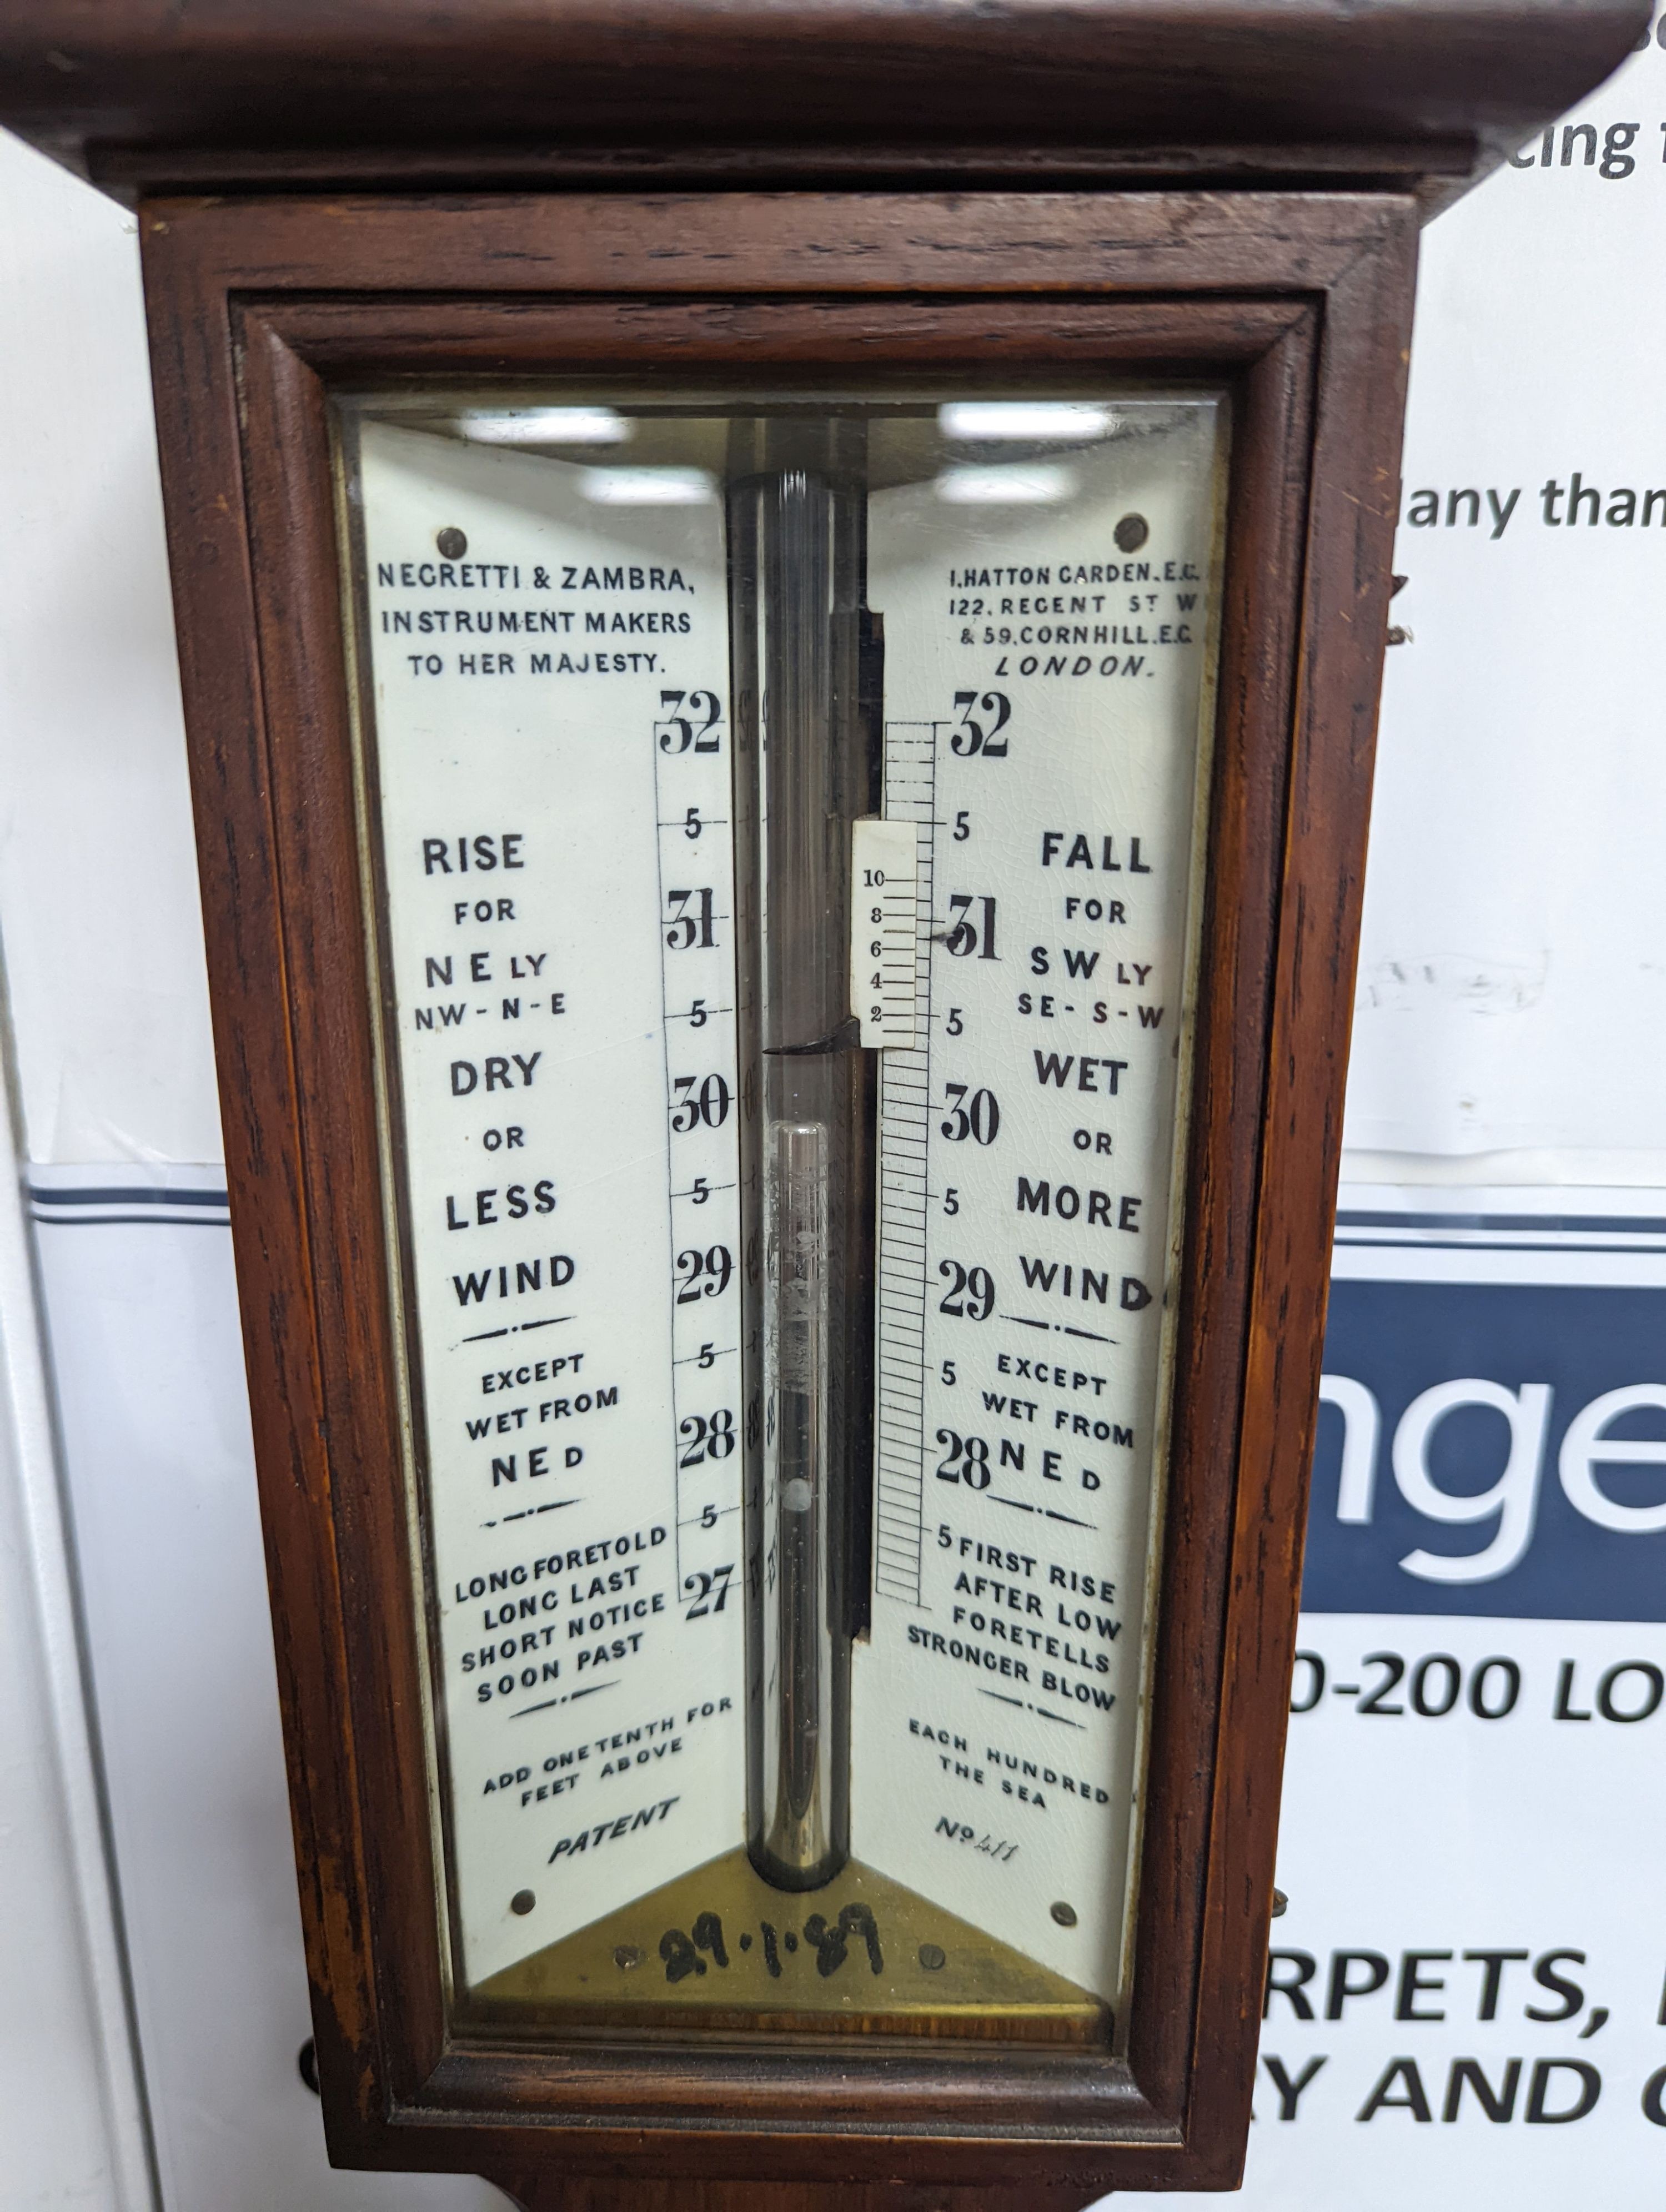 NEGRETTI & ZAMBRA,
INSTRUMENT MAKERS
TO HER MAJESTY.
32
5
31
5
30
5
29
5
28
5
27
RISE
FOR
N E LY
NW - N - E
DRY
OR
LESS
WIND
EXCEPT
WET FROM
N E D
LONG FORETOLD
LONG LAST
SHORT NOTICE
SOON PAST
ADD ONE TENTH FOR
FEET ABOVE
PATENT
10
8
6
4
2
1.HATTON GARDEN.E.C.
122. REGENT ST W
& 59.CORNHILL.E.C
LONDON.
32
5
31
5
30
5
29
5
28
5
FALL
FOR
S W LY
SE - S - W
WET
OR
MORE
WIND
EXCEPT
WET FROM
N E D
FIRST RISE
AFTER LOW
FORETELLS
STRONGER BLOW
EACH HUNDRED
THE SEA
No 411
29.1.89
cing
any than
nge
0-200 LO
RPETS,
Y AND